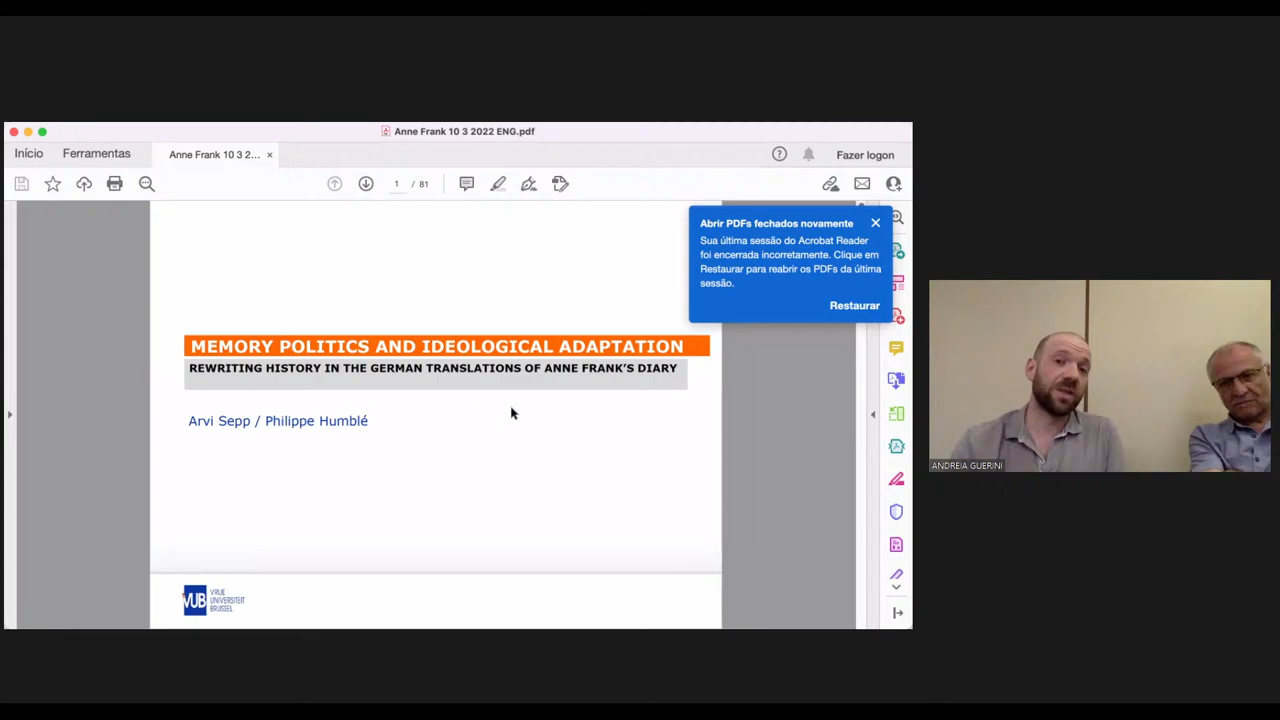 Anne Frank 10 3 2022 ENG.pdf
Início
Ferramentas
Anne Frank 10 3 2...
Fazer logon
1 / 81
Abrir PDFs fechados novamente
Sua última sessão do Acrobat Reader
foi encerrada incorretamente. Clique em
Restaurar para reabrir os PDFs da última
sessão.
Restaurar
MEMORY POLITICS AND IDEOLOGICAL ADAPTATION
REWRITING HISTORY IN THE GERMAN TRANSLATIONS OF ANNE FRANK'S DIARY
Arvi Sepp / Philippe Humblé
VUB
VRIJE
UNIVERSITEIT
BRUSSEL
ANDREIA GUERINI